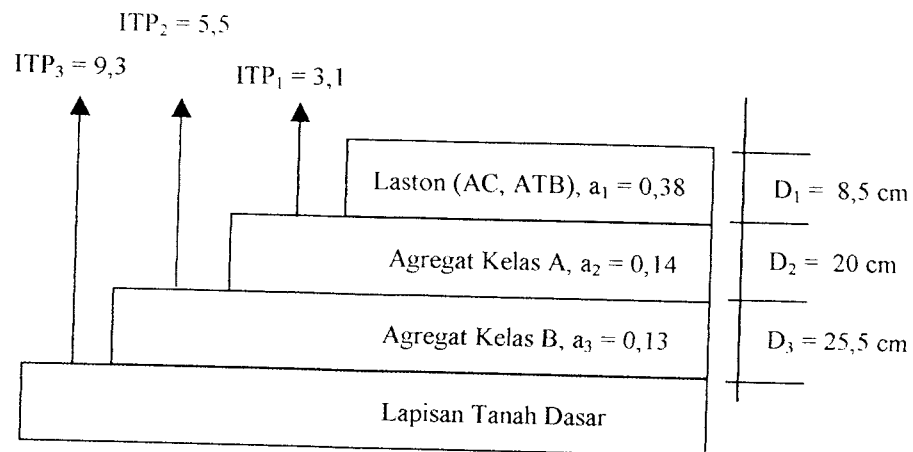 ITP₂ = 5,5
ITP₃ = 9,3
ITP₁ = 3,1
Laston (AC, ATB), a₁ = 0,38
D₁ = 8,5 cm
Agregat Kelas A, a₂ = 0,14
D₂ = 20 cm
Agregat Kelas B, a₃ = 0,13
D₃ = 25,5 cm
Lapisan Tanah Dasar